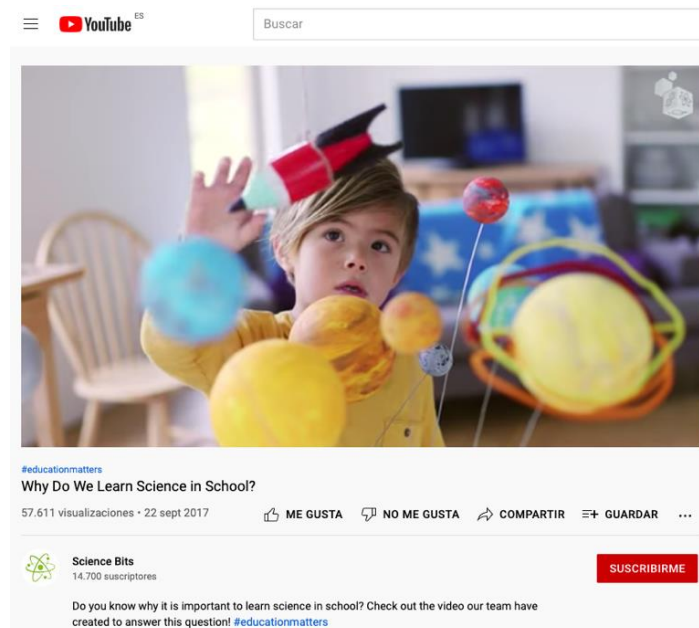 YouTube ES
Buscar
#educationmatters
Why Do We Learn Science in School?
57.611 visualizaciones • 22 sept 2017
ME GUSTA NO ME GUSTA COMPARTIR GUARDAR ...
Science Bits
14.700 suscriptores
SUSCRIBIRME
Do you know why it is important to learn science in school? Check out the video our team have
created to answer this question! #educationmatters